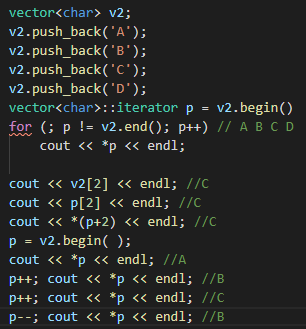 vector<char> v2;
v2.push_back('A');
v2.push_back('B');
v2.push_back('C');
v2.push_back('D');
vector<char>::iterator p = v2.begin()
for (; p != v2.end(); p++) // A B C D
    cout << *p << endl;
cout << v2[2] << endl; //C
cout << p[2] << endl; //C
cout << *(p+2) << endl; //C
p = v2.begin( );
cout << *p << endl; //A
p++; cout << *p << endl; //B
p++; cout << *p << endl; //C
p--; cout << *p << endl; //B